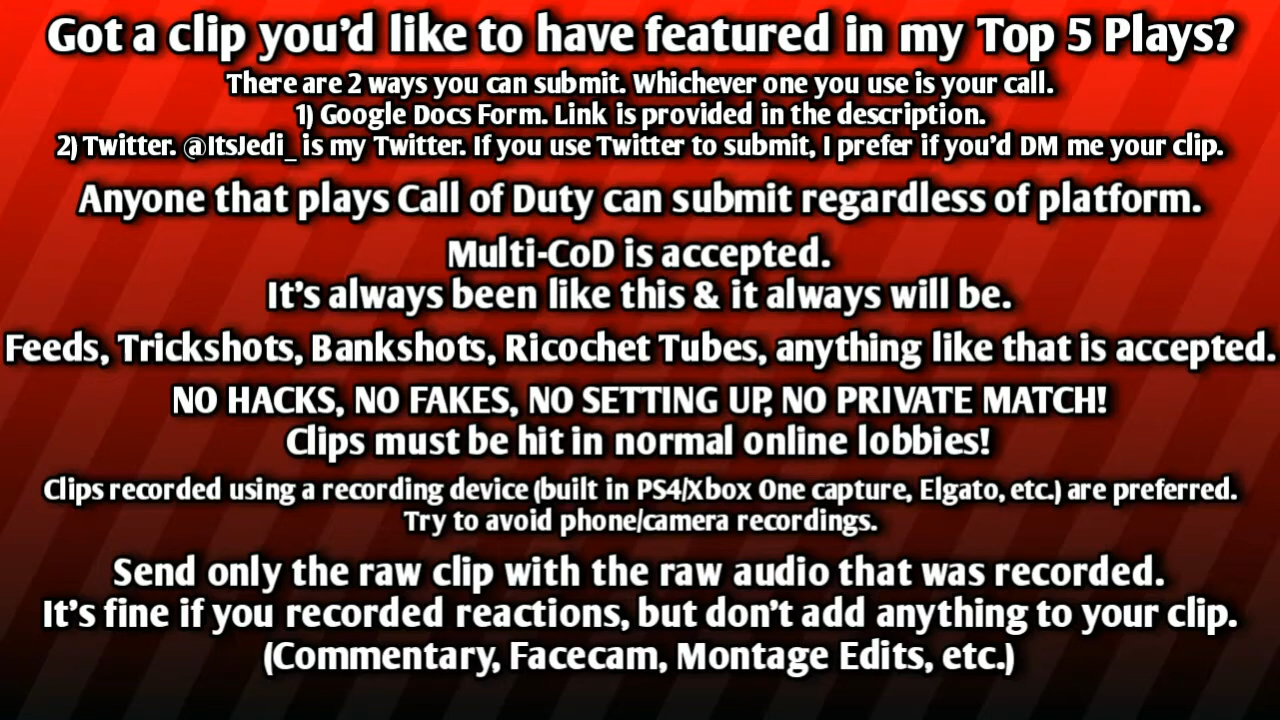 Got a clip you'd like to have featured in my Top 5 Plays?
There are 2 ways you can submit. Whichever one you use is your call.
1) Google Docs Form. Link is provided in the description.
2) Twitter. @ItsJedi_ is my Twitter. If you use Twitter to submit, I prefer if you'd DM me your clip.
Anyone that plays Call of Duty can submit regardless of platform.
Multi-CoD is accepted.
It's always been like this & it always will be.
Feeds, Trickshots, Bankshots, Ricochet Tubes, anything like that is accepted.
NO HACKS, NO FAKES, NO SETTING UP, NO PRIVATE MATCH!
Clips must be hit in normal online lobbies!
Clips recorded using a recording device (built in PS4/Xbox One capture, Elgato, etc.) are preferred.
Try to avoid phone/camera recordings.
Send only the raw clip with the raw audio that was recorded.
It's fine if you recorded reactions, but don't add anything to your clip.
(Commentary, Facecam, Montage Edits, etc.)